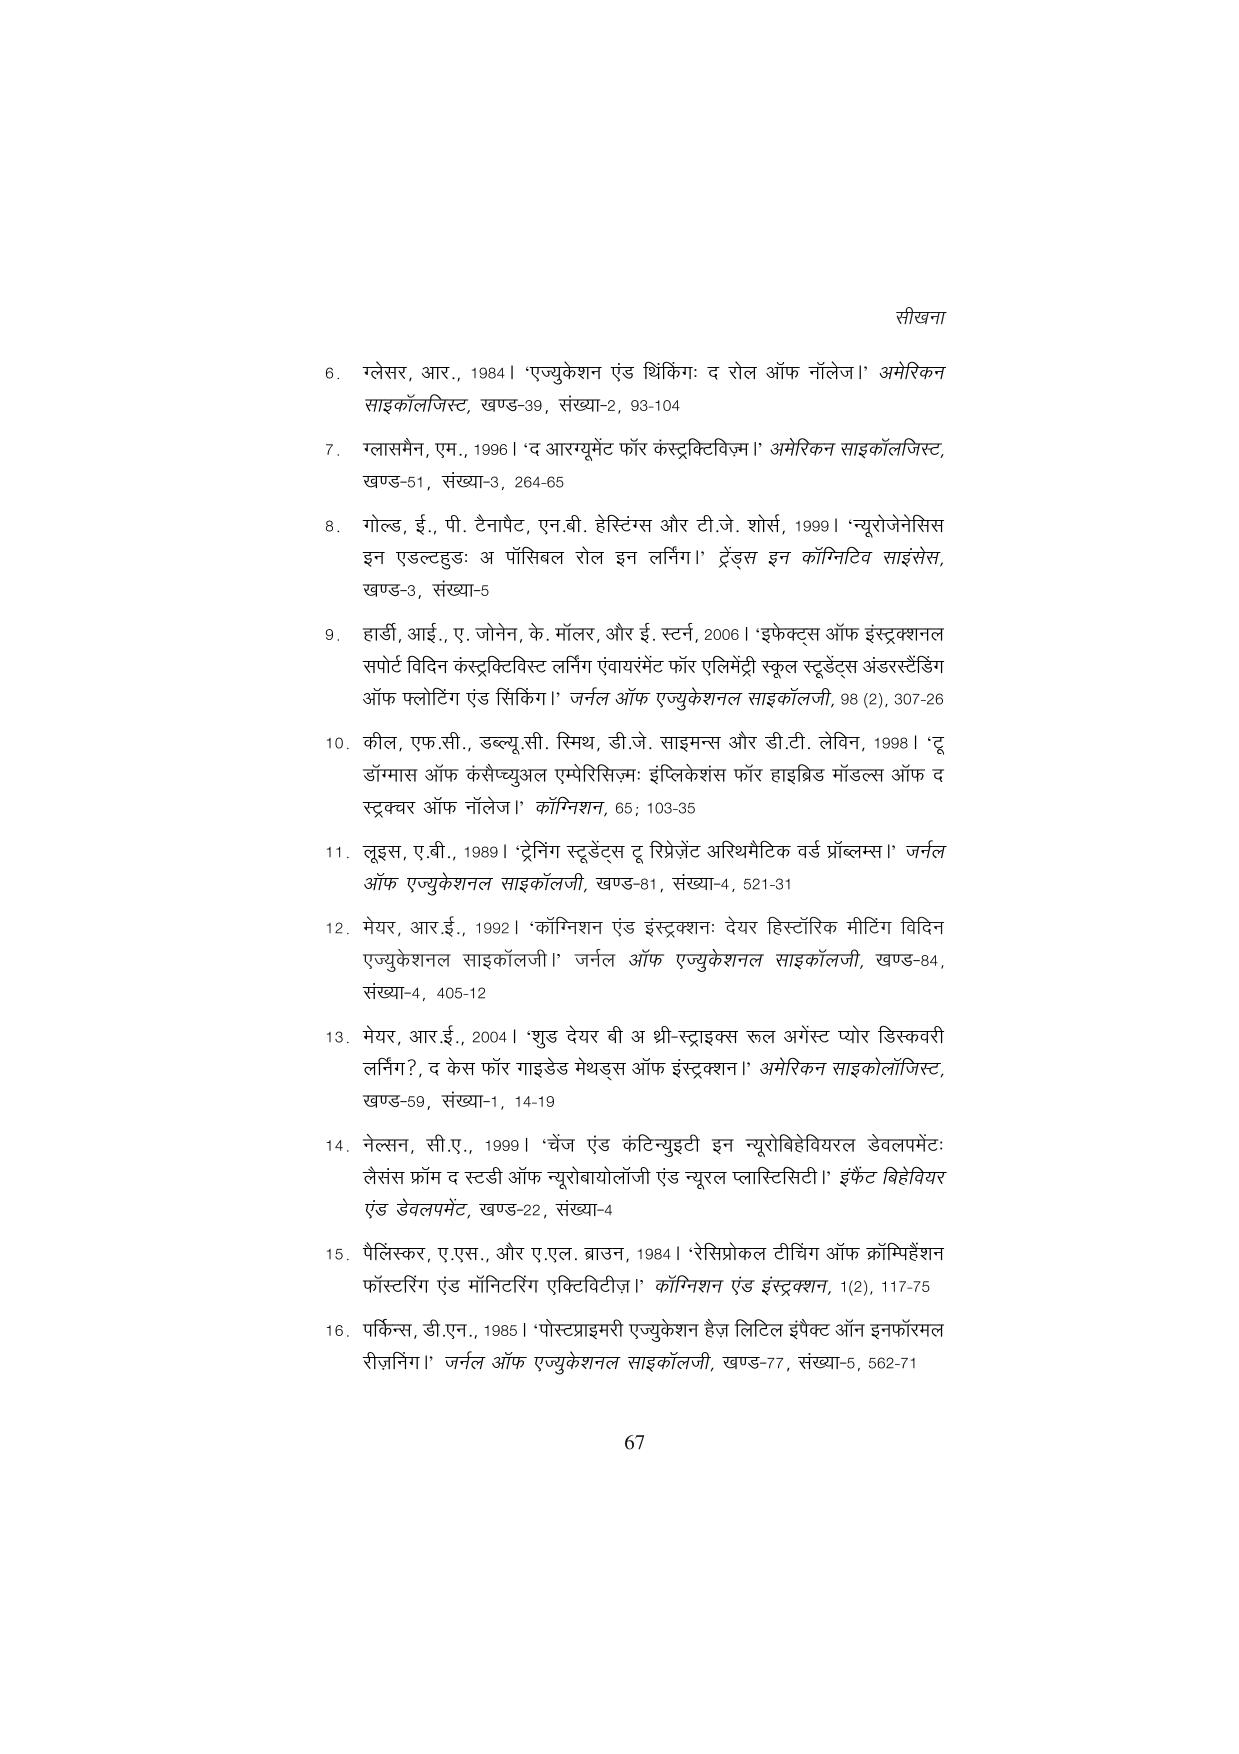 सीखना
6. ग्लेसर, आर., 1984। ‘एज्युकेशन एंड थिंकिंगः द रोल ऑफ नॉलेज।’ अमेरिकन
साइकॉलजिस्ट, खण्ड-39, संख्या-2, 93-104
7. ग्लासमैन, एम., 1996। ‘द आरग्यूमेंट फॉर कंस्ट्रक्टिविज़्म।’ अमेरिकन साइकॉलजिस्ट,
खण्ड-51, संख्या-3, 264-65
8. गोल्ड, ई., पी. टैनापैट, एन.बी. हेस्टिंग्स और टी.जे. शोर्स, 1999। ‘न्यूरोजेनेसिस
इन एडल्टहुडः अ पॉसिबल रोल इन लर्निंग।’ ट्रेंड्स इन कॉग्निटिव साइंसेस,
खण्ड-3, संख्या-5
9. हार्डी, आई., ए. जोनेन, के. मॉलर, और ई. स्टर्न, 2006। ‘इफेक्ट्स ऑफ इंस्ट्रक्शनल
सपोर्ट विदिन कंस्ट्रक्टिविस्ट लर्निंग एंवायरंमेंट फॉर एलिमेंट्री स्कूल स्टूडेंट्स अंडरस्टैंडिंग
ऑफ फ्लोटिंग एंड सिंकिंग।’ जर्नल ऑफ एज्युकेशनल साइकॉलजी, 98 (2), 307-26
10. कील, एफ.सी., डब्ल्यू.सी. स्मिथ, डी.जे. साइमन्स और डी.टी. लेविन, 1998। ‘टू
डॉग्मास ऑफ कंसैप्च्युअल एम्पेरिसिज़्मः इंप्लिकेशंस फॉर हाइब्रिड मॉडल्स ऑफ द
स्ट्रक्चर ऑफ नॉलेज।’ कॉग्निशन, 65; 103-35
11. लूइस, ए.बी., 1989। ‘ट्रेनिंग स्टूडेंट्स टू रिप्रेज़ेंट अरिथमैटिक वर्ड प्रॉब्लम्स।’ जर्नल
ऑफ एज्युकेशनल साइकॉलजी, खण्ड-81, संख्या-4, 521-31
12. मेयर, आर.ई., 1992। ‘कॉग्निशन एंड इंस्ट्रक्शनः देयर हिस्टॉरिक मीटिंग विदिन
एज्युकेशनल साइकॉलजी।’ जर्नल ऑफ एज्युकेशनल साइकॉलजी, खण्ड-84,
संख्या-4, 405-12
13. मेयर, आर.ई., 2004। ‘शुड देयर बी अ थ्री-स्ट्राइक्स रूल अगेंस्ट प्योर डिस्कवरी
लर्निंग?, द केस फॉर गाइडेड मेथड्स ऑफ इंस्ट्रक्शन।’ अमेरिकन साइकोलॉजिस्ट,
खण्ड-59, संख्या-1, 14-19
14. नेल्सन, सी.ए., 1999। ‘चेंज एंड कंटिन्युइटी इन न्यूरोबिहेवियरल डेवलपमेंटः
लैसंस फ्रॉम द स्टडी ऑफ न्यूरोबायोलॉजी एंड न्यूरल प्लास्टिसिटी।’ इंफैंट बिहेवियर
एंड डेवलपमेंट, खण्ड-22, संख्या-4
15. पैलिंस्कर, ए.एस., और ए.एल. ब्राउन, 1984। ‘रेसिप्रोकल टीचिंग ऑफ क्रॉम्पिहैंशन
फॉस्टरिंग एंड मॉनिटरिंग एक्टिविटीज़।’ कॉग्निशन एंड इंस्ट्रक्शन, 1(2), 117-75
16. पर्किन्स, डी.एन., 1985। ‘पोस्टप्राइमरी एज्युकेशन हैज़ लिटिल इंपैक्ट ऑन इनफॉरमल
रीज़निंग।’ जर्नल ऑफ एज्युकेशनल साइकॉलजी, खण्ड-77, संख्या-5, 562-71
67